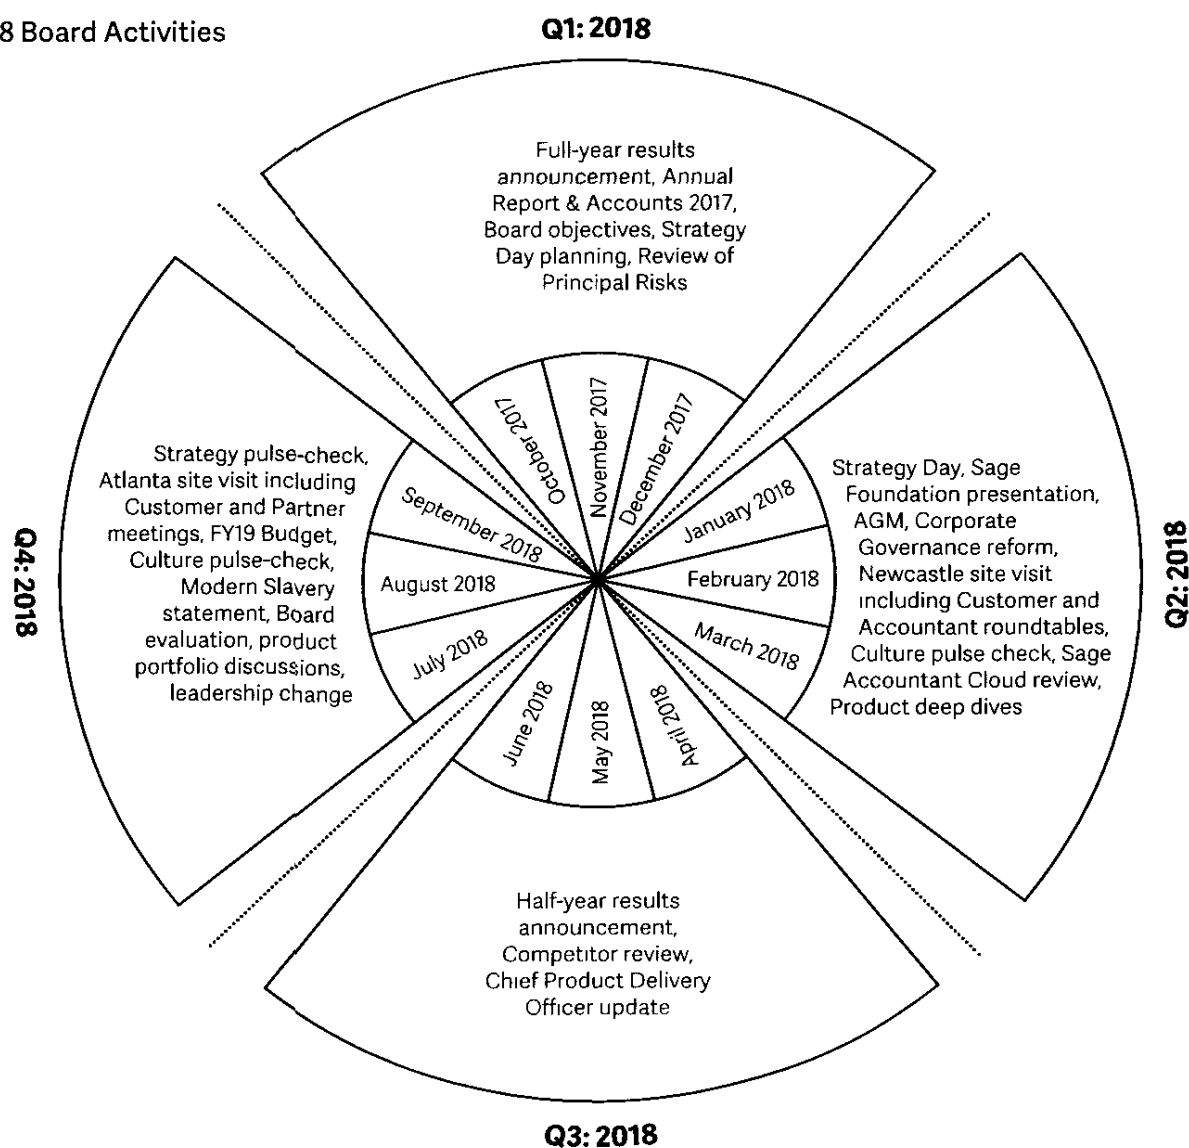 8 Board Activities
Q1: 2018
Full-year results
announcement, Annual
Report & Accounts 2017,
Board objectives, Strategy
Day planning, Review of
Principal Risks
October 2017
November 2017
December 2017
January 2018
February 2018
March 2018
Strategy Day, Sage
Foundation presentation,
AGM, Corporate
Governance reform,
Newcastle site visit
including Customer and
Accountant roundtables,
Culture pulse check, Sage
Accountant Cloud review,
Product deep dives
Q2: 2018
April 2018
May 2018
June 2018
Half-year results
announcement,
Competitor review,
Chief Product Delivery
Officer update
Q3: 2018
July 2018
August 2018
September 2018
Strategy pulse-check,
Atlanta site visit including
Customer and Partner
meetings, FY19 Budget,
Culture pulse-check,
Modern Slavery
statement, Board
evaluation, product
portfolio discussions,
leadership change
Q4: 2018